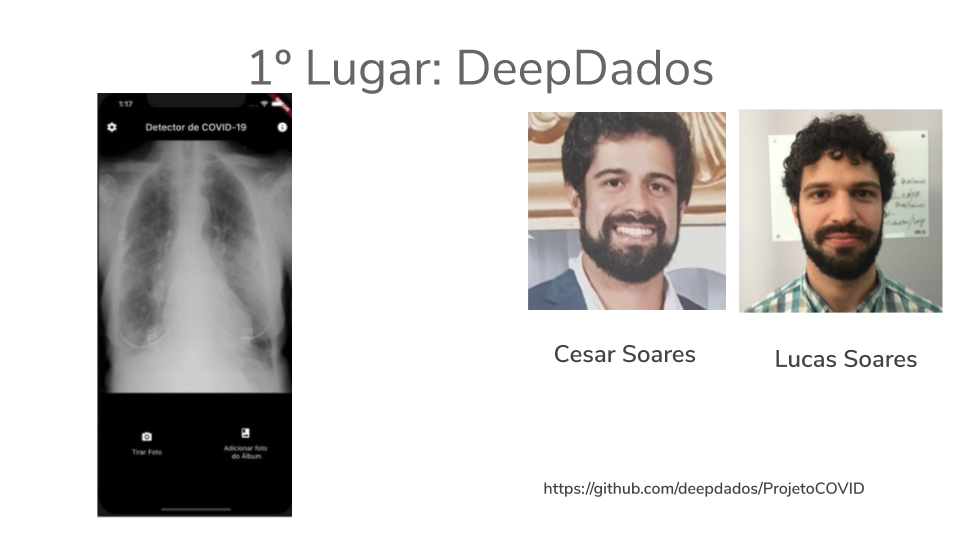 1º Lugar: DeepDados
1:17
Detector de COVID-19
Tirar Foto
Adicionar foto
do Álbum
Cesar Soares
Lucas Soares
https://github.com/deepdados/ProjetoCOVID